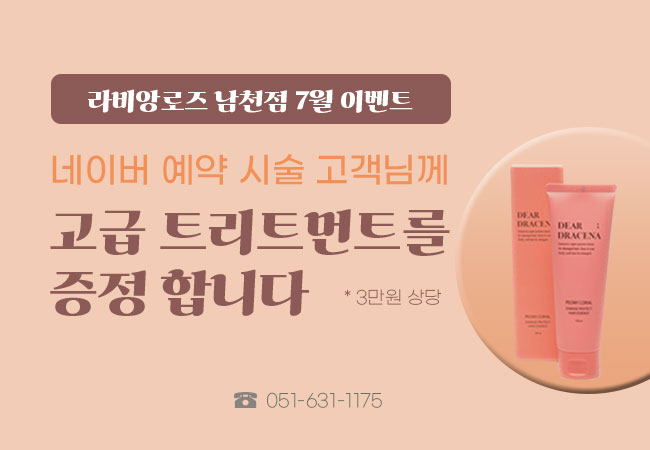 라비앙로즈 남천점 7월 이벤트
네이버 예약 시술 고객님께
고급 트리트먼트를
증정 합니다
* 3만원 상당
DEAR
DRACENA
PEONY CORAL
DEAR
DRACENA
PEONY CORAL
☎ 051-631-1175